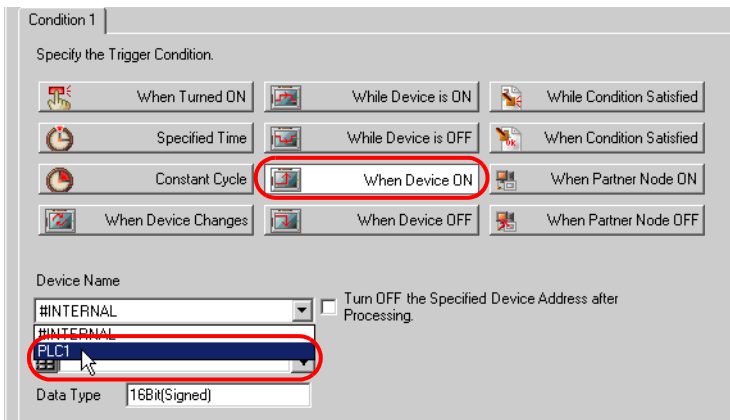 Condition 1
Specify the Trigger Condition.
When Turned ON
While Device is ON
While Condition Satisfied
Specified Time
While Device is OFF
When Condition Satisfied
Constant Cycle
When Device ON
When Partner Node ON
When Device Changes
When Device OFF
When Partner Node OFF
Device Name
#INTERNAL
Turn OFF the Specified Device Address after
Processing.
#INTERNAL
PLC1
Data Type
16Bit(Signed)